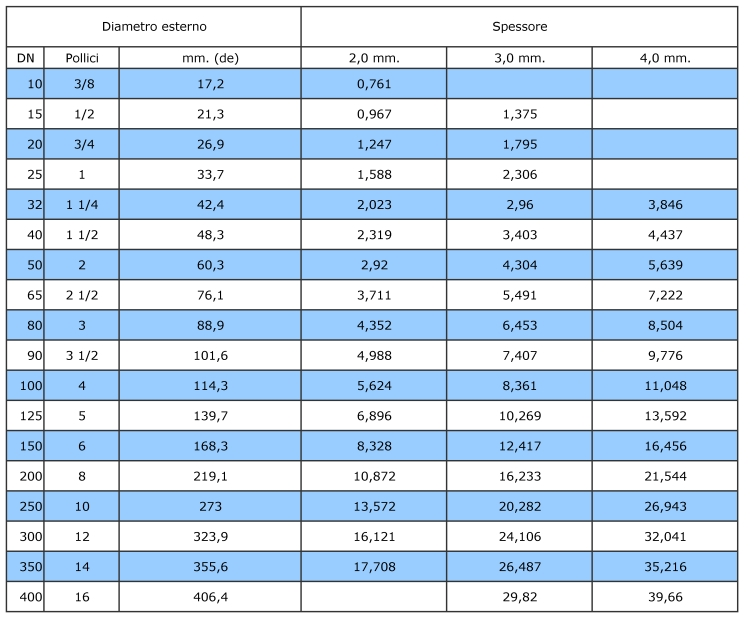 Diametro esterno Spessore
DN Pollici mm. (de) 2,0 mm. 3,0 mm. 4,0 mm.
10 3/8 17,2 0,761
15 1/2 21,3 0,967 1,375
20 3/4 26,9 1,247 1,795
25 1 33,7 1,588 2,306
32 1 1/4 42,4 2,023 2,96 3,846
40 1 1/2 48,3 2,319 3,403 4,437
50 2 60,3 2,92 4,304 5,639
65 2 1/2 76,1 3,711 5,491 7,222
80 3 88,9 4,352 6,453 8,504
90 3 1/2 101,6 4,988 7,407 9,776
100 4 114,3 5,624 8,361 11,048
125 5 139,7 6,896 10,269 13,592
150 6 168,3 8,328 12,417 16,456
200 8 219,1 10,872 16,233 21,544
250 10 273 13,572 20,282 26,943
300 12 323,9 16,121 24,106 32,041
350 14 355,6 17,708 26,487 35,216
400 16 406,4 29,82 39,66